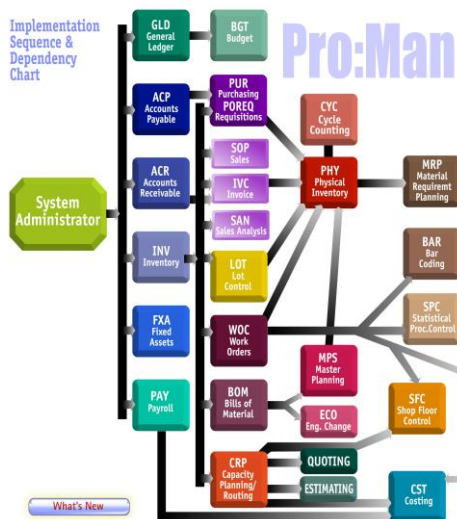 Implementation
Sequence &
Dependency
Chart
Pro:Man
GLD
General
Ledger
BGT
Budget
ACP
Accounts
Payable
PUR
Purchasing
POREQ
Requisitions
CYC
Cycle
Counting
SOP
Sales
ACR
Accounts
Receivable
IVC
Invoice
PHY
Physical
Inventory
MRP
Material
Requiremt
Planning
System
Administrator
SAN
Sales Analysis
INV
Inventory
LOT
Lot
Control
BAR
Bar
Coding
FXA
Fixed
Assets
WOC
Work
Orders
SPC
Statistical
Proc.Control
MPS
Master
Planning
PAY
Payroll
BOM
Bills of
Material
ECO
Eng. Change
SFC
Shop Floor
Control
CRP
Capacity
Planning/
Routing
QUOTING
ESTIMATING
CST
Costing
What's New